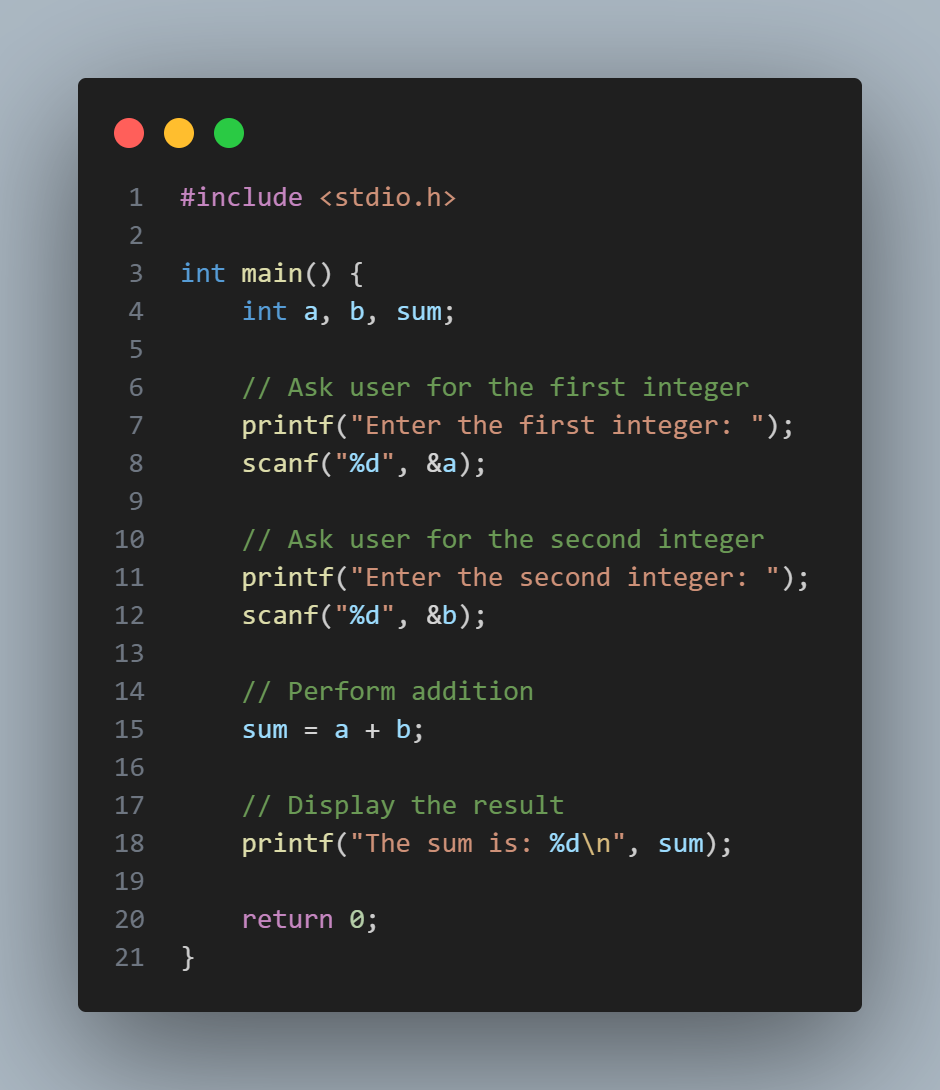 1 #include <stdio.h>
2
3 int main() {
4     int a, b, sum;
5
6     // Ask user for the first integer
7     printf("Enter the first integer: ");
8     scanf("%d", &a);
9
10     // Ask user for the second integer
11     printf("Enter the second integer: ");
12     scanf("%d", &b);
13
14     // Perform addition
15     sum = a + b;
16
17     // Display the result
18     printf("The sum is: %d\n", sum);
19
20     return 0;
21 }